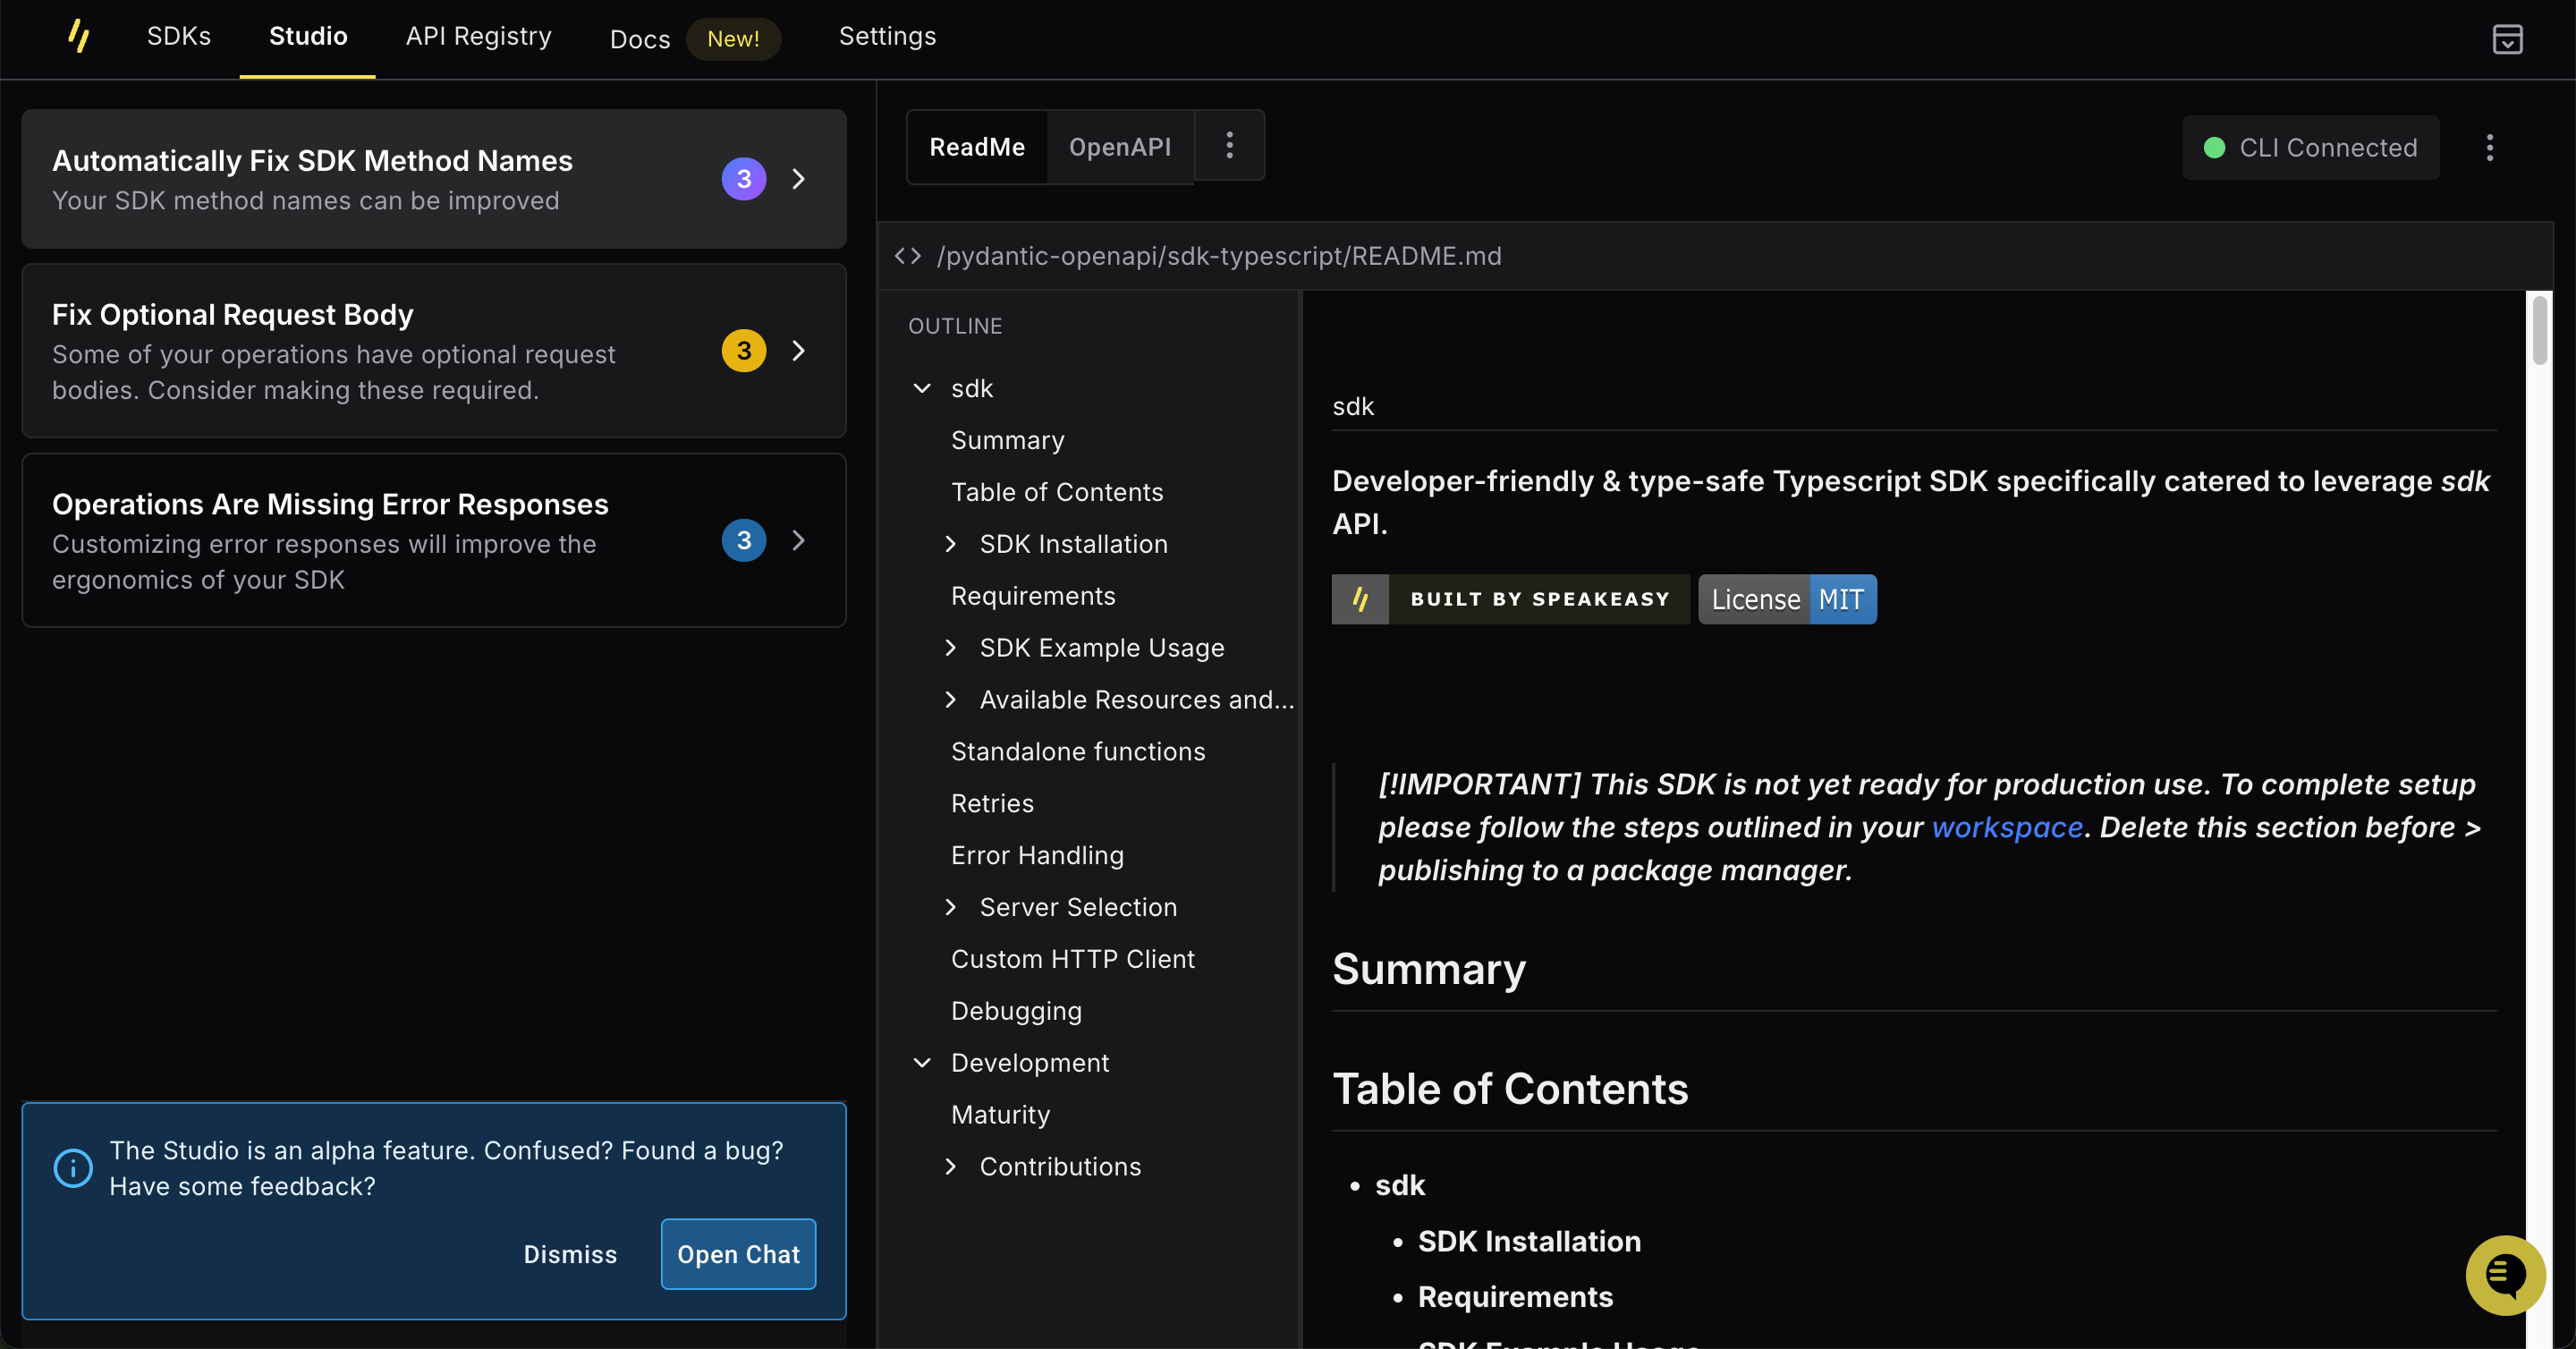 SDKs
Studio
API Registry
Docs
New!
Settings
Automatically Fix SDK Method Names
Your SDK method names can be improved
3
Fix Optional Request Body
Some of your operations have optional request
bodies. Consider making these required.
3
Operations Are Missing Error Responses
Customizing error responses will improve the
ergonomics of your SDK
3
The Studio is an alpha feature. Confused? Found a bug?
Have some feedback?
Dismiss
Open Chat
ReadMe
OpenAPI
CLI Connected
/pydantic-openapi/sdk-typescript/README.md
OUTLINE
sdk
Summary
Table of Contents
SDK Installation
Requirements
SDK Example Usage
Available Resources and...
Standalone functions
Retries
Error Handling
Server Selection
Custom HTTP Client
Debugging
Development
Maturity
Contributions
sdk
Developer-friendly & type-safe Typescript SDK specifically catered to leverage sdk
API.
BUILT BY SPEAKEASY
License MIT
[!IMPORTANT] This SDK is not yet ready for production use. To complete setup
please follow the steps outlined in your workspace. Delete this section before >
publishing to a package manager.
Summary
Table of Contents
• sdk
• SDK Installation
• Requirements
SDK Example Usage